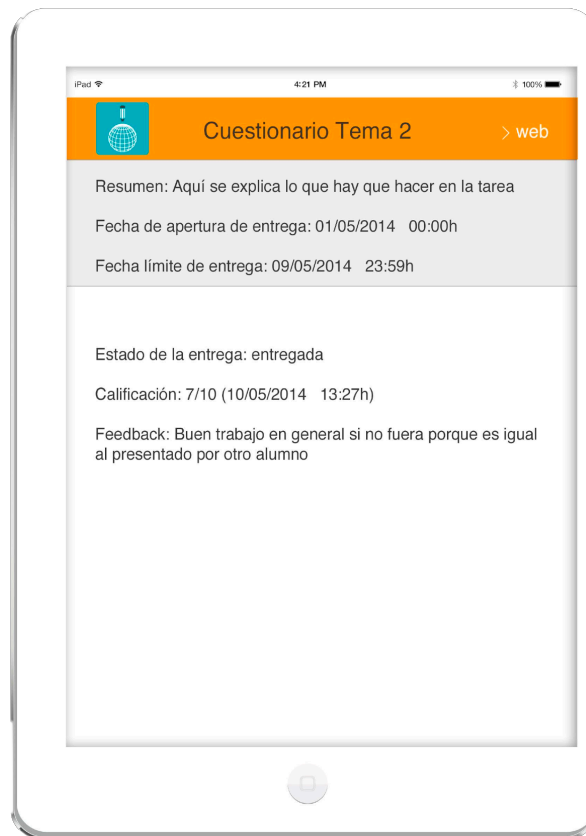 iPad 4:21 PM 100%
Cuestionario Tema 2 > web
Resumen: Aquí se explica lo que hay que hacer en la tarea
Fecha de apertura de entrega: 01/05/2014 00:00h
Fecha límite de entrega: 09/05/2014 23:59h
Estado de la entrega: entregada
Calificación: 7/10 (10/05/2014 13:27h)
Feedback: Buen trabajo en general si no fuera porque es igual
al presentado por otro alumno